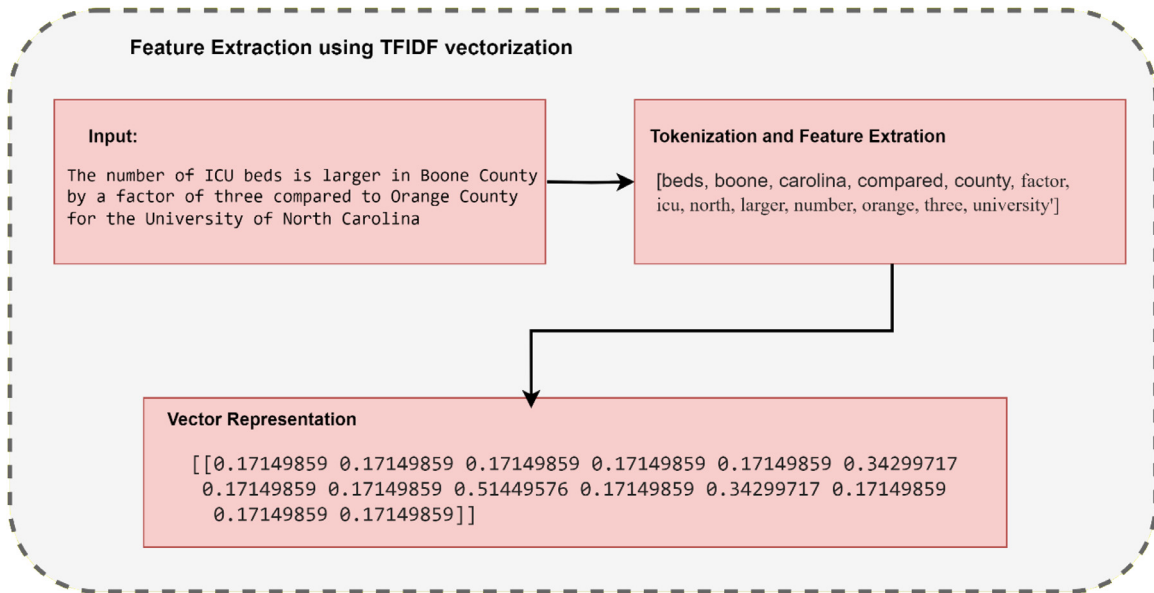 Feature Extraction using TFIDF vectorization
Input:
The number of ICU beds is larger in Boone County
by a factor of three compared to Orange County
for the University of North Carolina
Tokenization and Feature Extration
[beds, boone, carolina, compared, county, factor,
icu, north, larger, number, orange, three, university']
Vector Representation
[[0.17149859 0.17149859 0.17149859 0.17149859 0.17149859 0.34299717
0.17149859 0.17149859 0.51449576 0.17149859 0.34299717 0.17149859
0.17149859 0.17149859]]